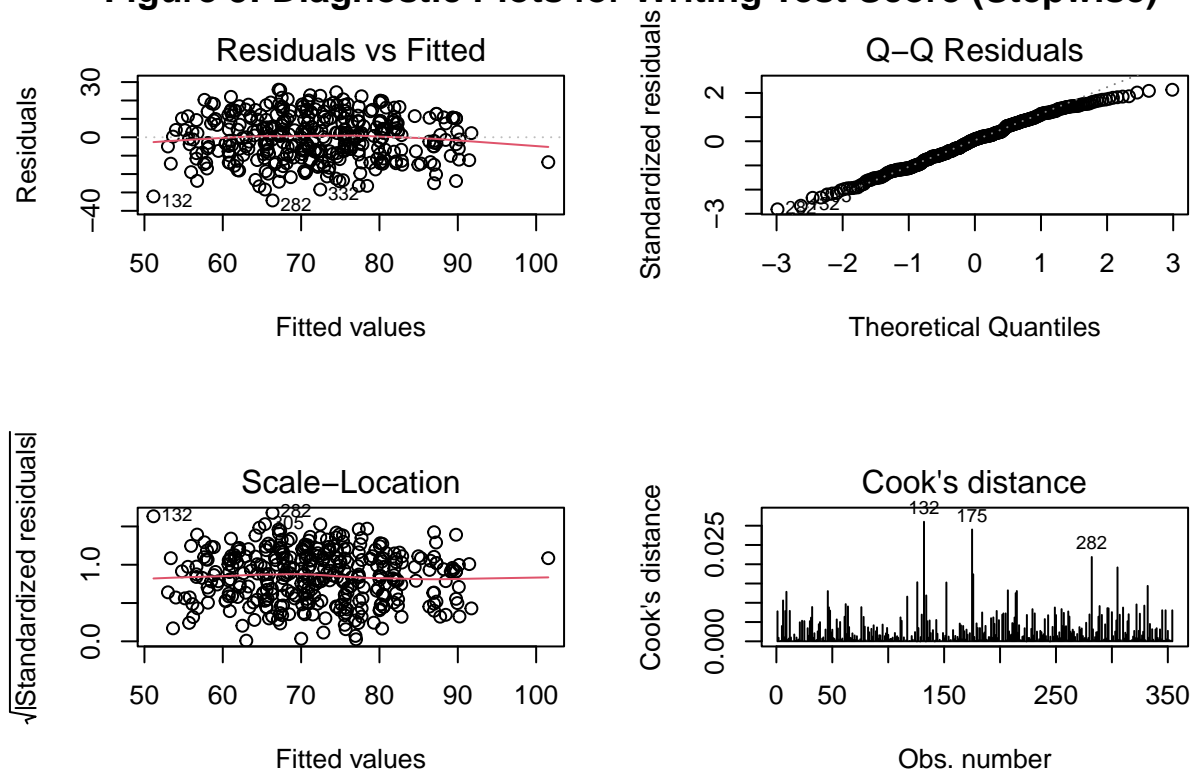 Figure 3: Diagnostic Plots for Writing Test Score (Stepwise)
Residuals vs Fitted
Residuals
30
0
−40
132
282
332
50 60 70 80 90 100
Fitted values
Q−Q Residuals
Standardized residuals
2
0
−3
282
132
−3 −2 −1 0 1 2 3
Theoretical Quantiles
Scale−Location
√|Standardized residuals|
1.0
0.0
132
282
50 60 70 80 90 100
Fitted values
Cook's distance
Cook's distance
0.025
0.000
132
175
282
0 50 150 250 350
Obs. number